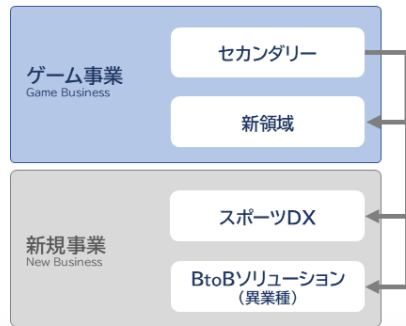 ゲーム事業
Game Business
セカンダリー
新領域
新規事業
New Business
スポーツDX
BtoBソリューション
（異業種）